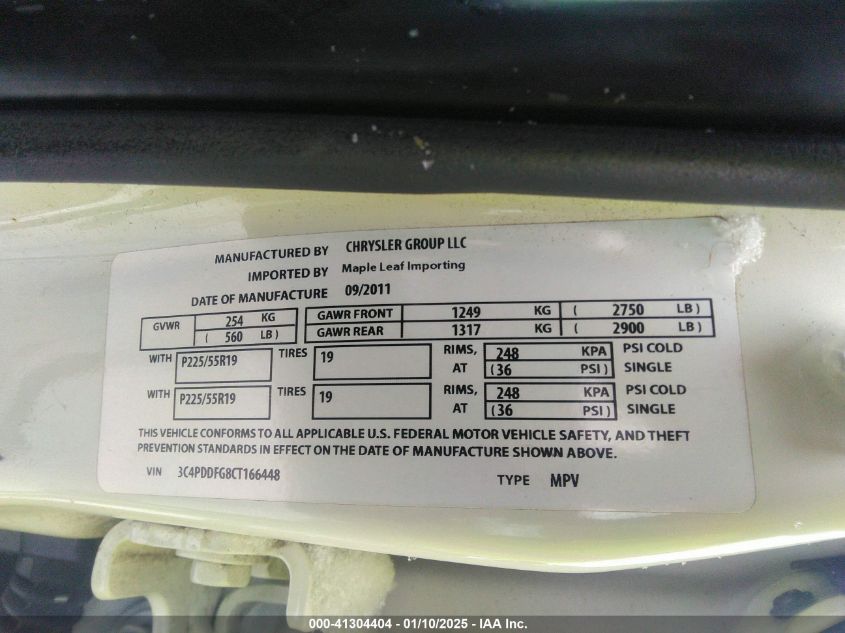 MANUFACTURED BY CHRYSLER GROUP LLC
IMPORTED BY Maple Leaf Importing
DATE OF MANUFACTURE 09/2011
GVWR 254 KG ( 560 LB )
GAWR FRONT 1249 KG ( 2750 LB )
GAWR REAR 1317 KG ( 2900 LB )
WITH P225/55R19 TIRES 19 RIMS, AT 248 KPA (36 PSI ) PSI COLD SINGLE
WITH P225/55R19 TIRES 19 RIMS, AT 248 KPA (36 PSI ) PSI COLD SINGLE
THIS VEHICLE CONFORMS TO ALL APPLICABLE U.S. FEDERAL MOTOR VEHICLE SAFETY, AND THEFT
PREVENTION STANDARDS IN EFFECT ON THE DATE OF MANUFACTURE SHOWN ABOVE.
VIN 3C4PDDFG8CT166448 TYPE MPV
000-41304404 - 01/10/2025 - IAA Inc.